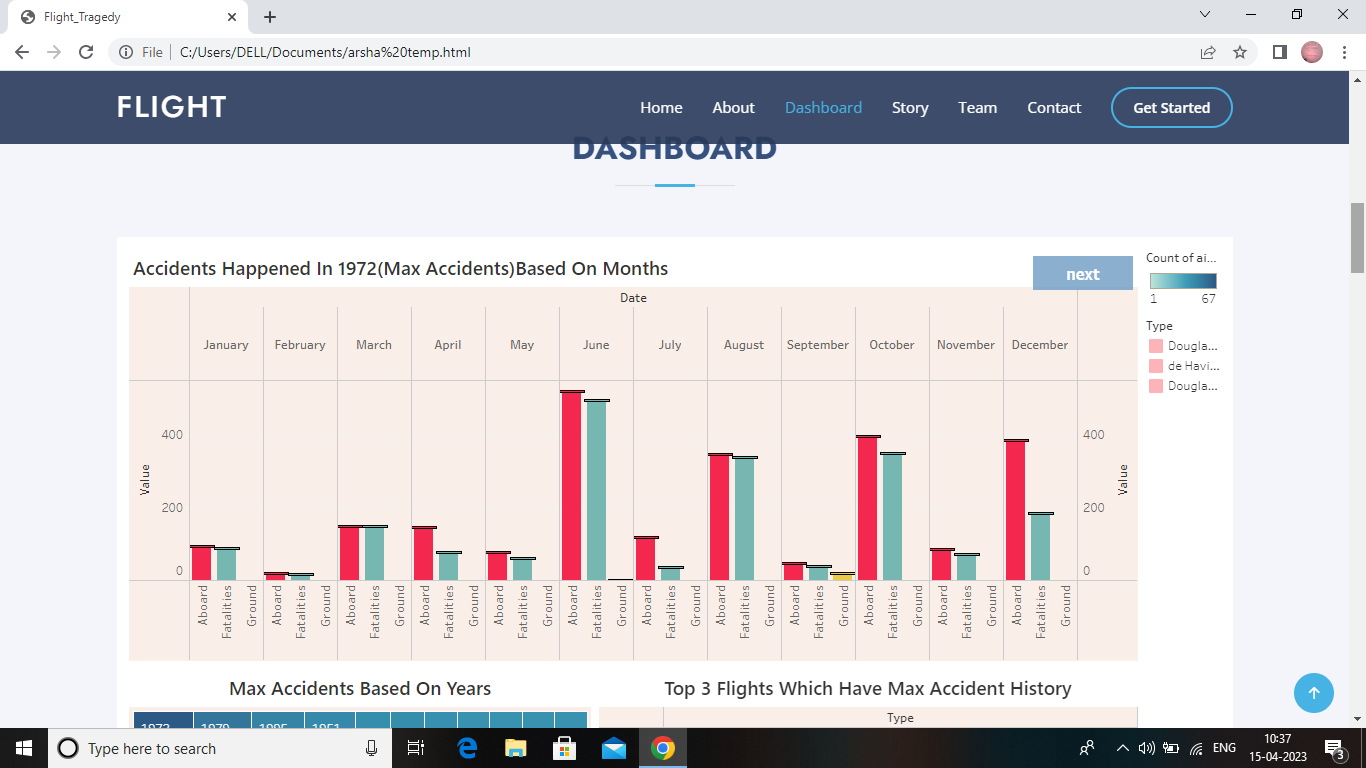 Flight_Tragedy
File C:/Users/DELL/Documents/arsha%20temp.html
FLIGHT
Home About Dashboard Story Team Contact Get Started
DASHBOARD
Accidents Happened In 1972(Max Accidents)Based On Months
next
Count of ai...
1 67
Type
Dougla...
de Havi...
Dougla...
Date
January February March April May June July August September October November December
400 400
Value Value
200 200
0 0
Aboard Fatalities Ground Aboard Fatalities Ground Aboard Fatalities Ground Aboard Fatalities Ground Aboard Fatalities Ground Aboard Fatalities Ground Aboard Fatalities Ground Aboard Fatalities Ground Aboard Fatalities Ground Aboard Fatalities Ground Aboard Fatalities Ground Aboard Fatalities Ground
Max Accidents Based On Years Top 3 Flights Which Have Max Accident History
Type
Type here to search
ENG
10:37
15-04-2023
3